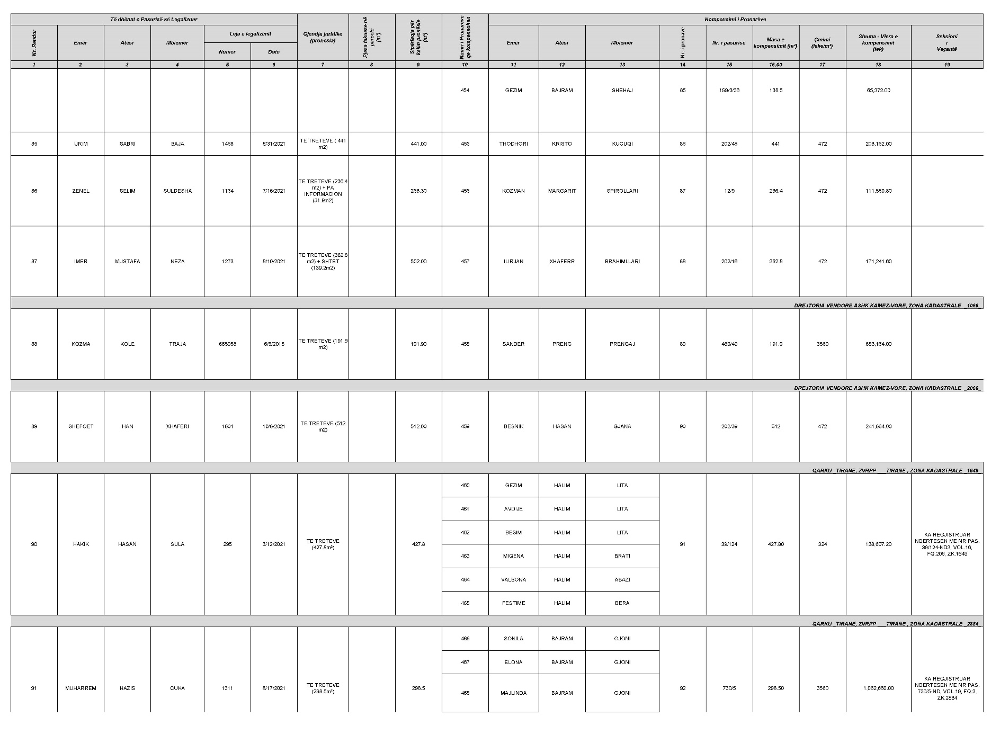 Të dhënat e Pasurisë së Legalizuar
Kompensimi i Pronarëve
Nr. Rendor
Emër
Atësi
Mbiemër
Leja e legalizimit
Numer
Date
Gjendja juridike
(pronesia)
Pjesa takuese në
parcelë
(m²)
Sipërfaqja për
kalim pronësie
(m²)
Numri i Pronareve
qe kompensohen
Emër
Atësi
Mbiemër
Nr. i pronave
Nr. i pasurisë
Masa e
kompensimit (m²)
Çmimi
(leke/m²)
Shuma - Vlera e
kompensimit
(lek)
Seksioni
i
Veçantë
1 2 3 4 5 6 7 8 9 10 11 12 13 14 15 16.00 17 18 19
454 GEZIM BAJRAM SHEHAJ 85 199/3/36 138.5 65,372.00
85 URIM SABRI BAJA 1468 8/31/2021
TE TRETEVE ( 441
m2)
441.00 455 THODHORI KRISTO KUCUQI 86 202/48 441 472 208,152.00
86 ZENEL SELIM SULDESHA 1134 7/16/2021
TE TRETEVE (236.4
m2) + PA
INFORMACION
(31.9m2)
268.30 456 KOZMAN MARGARIT SPIROLLARI 87 12/9 236.4 472 111,580.80
87 IMER MUSTAFA NEZA 1273 8/10/2021
TE TRETEVE (362.8
m2) + SHTET
(139.2m2)
502.00 457 ILIRJAN XHAFERR BRAHIMLLARI 88 202/16 362.8 472 171,241.60
DREJTORIA VENDORE ASHK KAMEZ-VORE, ZONA KADASTRALE _1066_
88 KOZMA KOLE TRAJA 665958 6/5/2015
TE TRETEVE (191.9
m2)
191.90 458 SANDER PRENG PRENGAJ 89 460/49 191.9 3560 683,164.00
DREJTORIA VENDORE ASHK KAMEZ-VORE, ZONA KADASTRALE _2066_
89 SHEFQET HAN XHAFERI 1601 10/6/2021
TE TRETEVE (512
m2)
512.00 459 BESNIK HASAN GJANA 90 202/39 512 472 241,664.00
QARKU _TIRANE, ZVRPP ___TIRANE , ZONA KADASTRALE _1649_
90 HAKIK HASAN SULA 295 3/12/2021
TE TRETEVE
(427.8m²)
427.8
460 GEZIM HALIM LITA
461 AVDIJE HALIM LITA
462 BESIM HALIM LITA
463 MIGENA HALIM BRATI
464 VALBONA HALIM ABAZI
465 FESTIME HALIM BERA
91 39/124 427.80 324 138,607.20
KA REGJISTRUAR
NDERTESEN ME NR PAS.
39/124-ND3, VOL.16,
FQ.206, ZK.1649
QARKU _TIRANE, ZVRPP ___TIRANE , ZONA KADASTRALE _2884_
91 MUHARREM HAZIS CUKA 1311 8/17/2021
TE TRETEVE
(298.5m²)
298.5
466 SONILA BAJRAM GJONI
467 ELONA BAJRAM GJONI
468 MAJLINDA BAJRAM GJONI
92 730/5 298.50 3560 1,062,660.00
KA REGJISTRUAR
NDERTESEN ME NR PAS.
730/5-ND, VOL.19, FQ.3,
ZK.2884